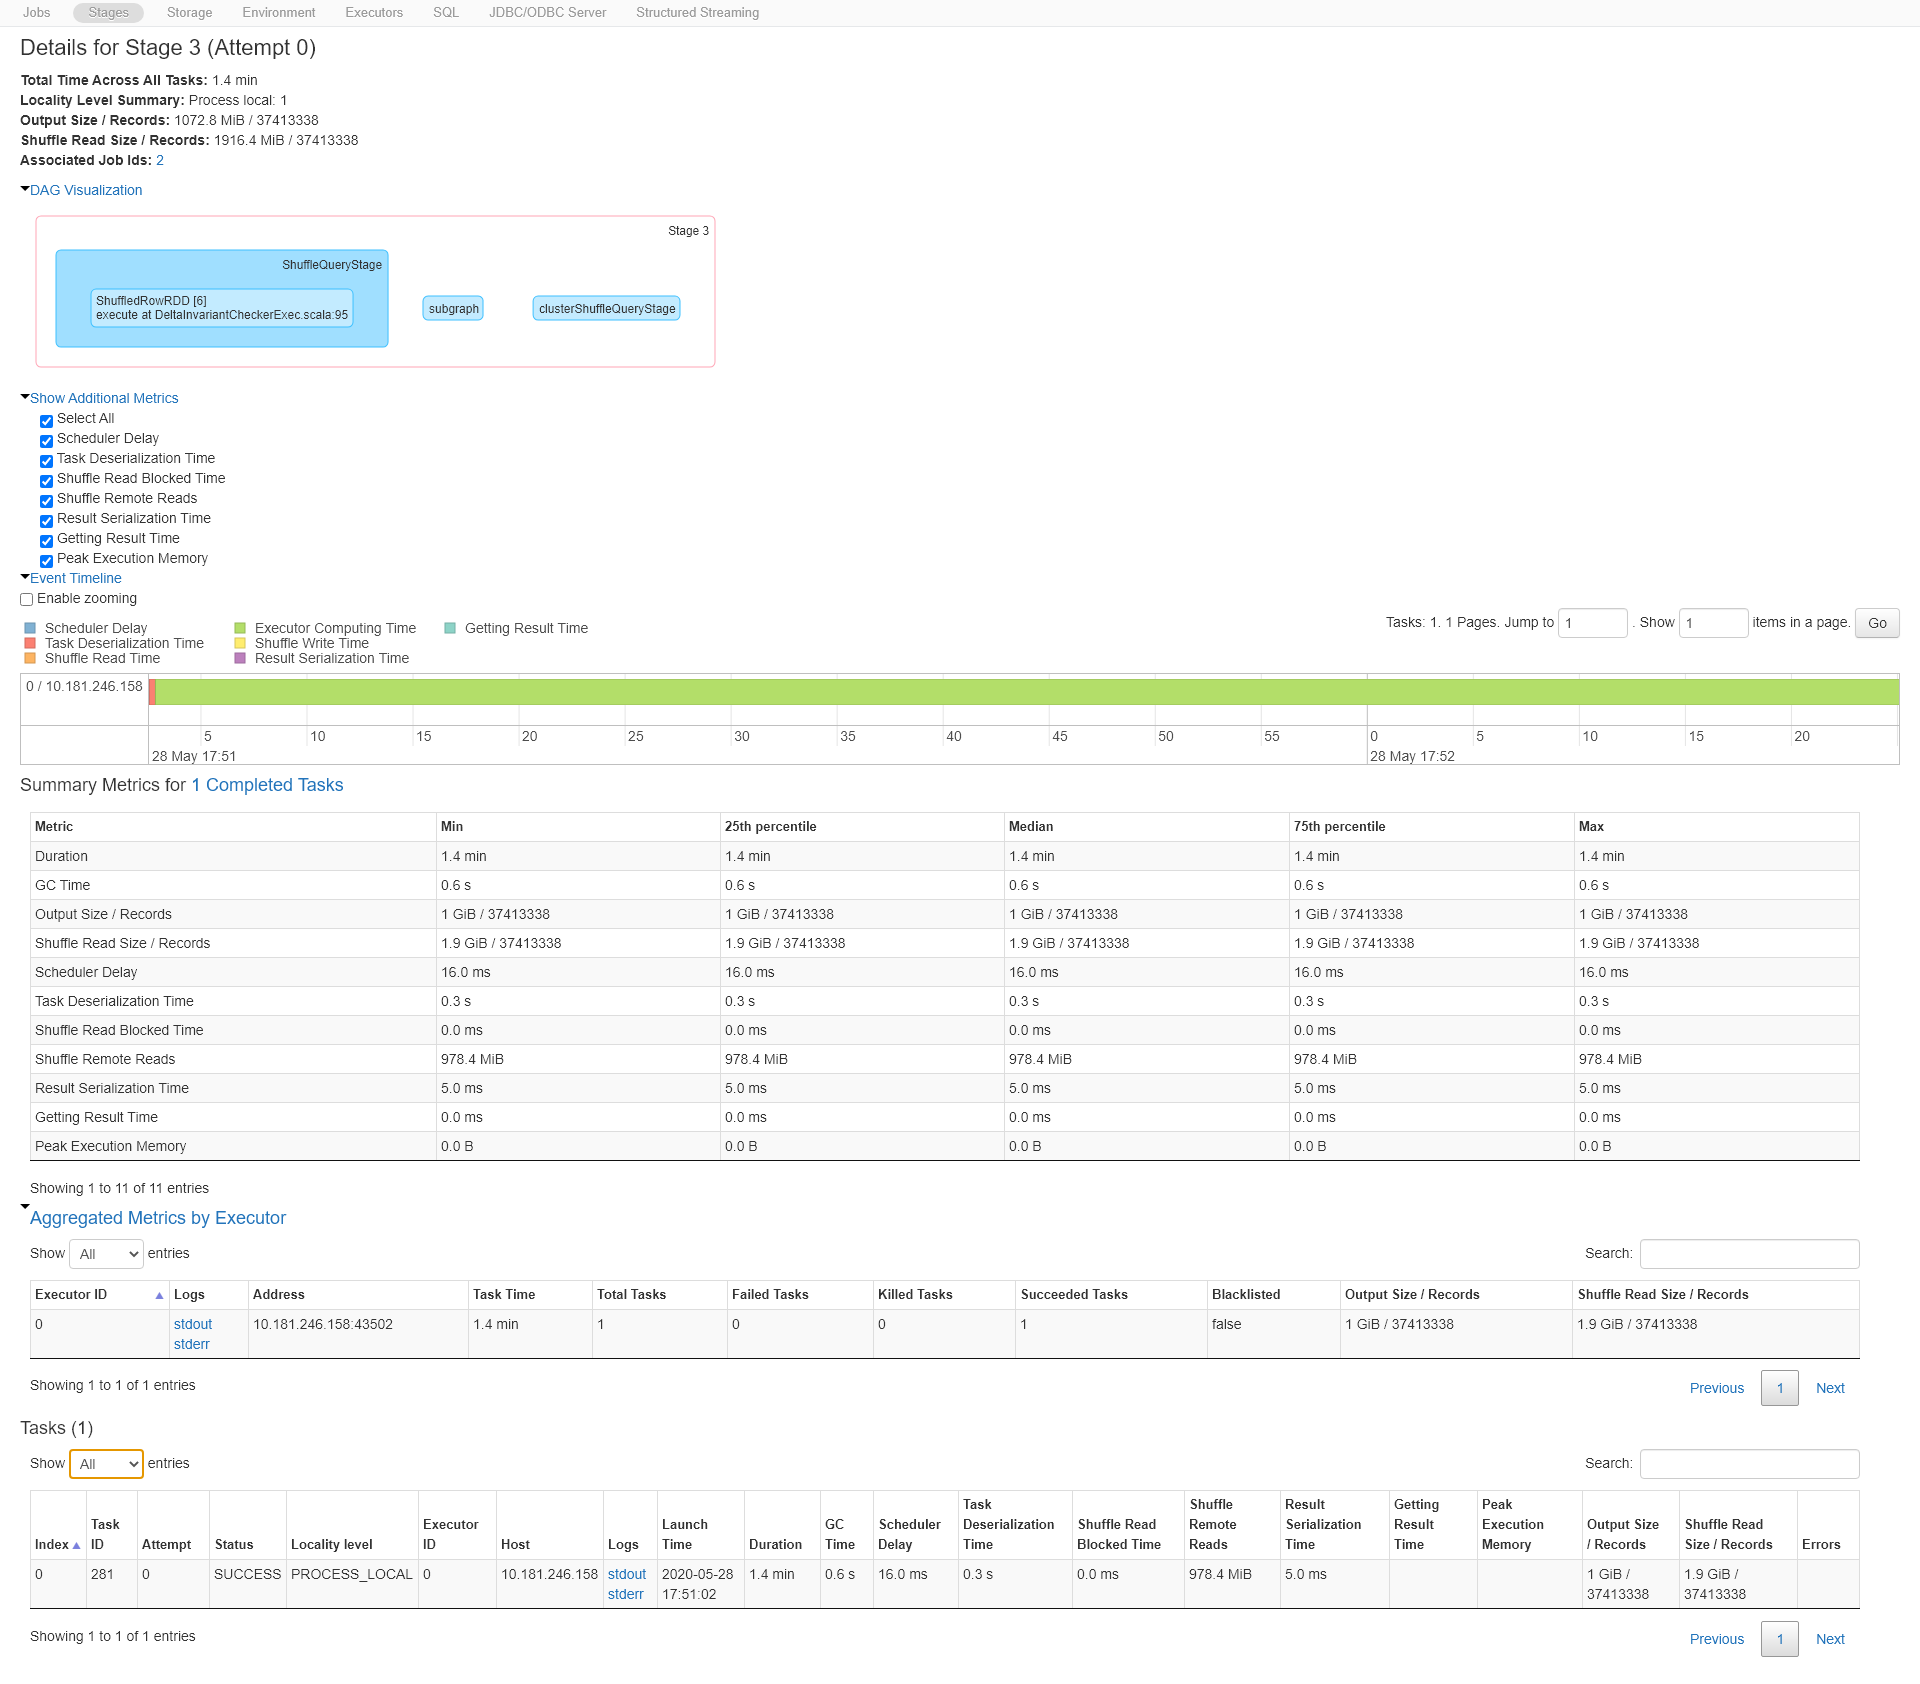 Jobs Stages Storage Environment Executors SQL JDBC/ODBC Server Structured Streaming
Details for Stage 3 (Attempt 0)
Total Time Across All Tasks: 1.4 min
Locality Level Summary: Process local: 1
Output Size / Records: 1072.8 MiB / 37413338
Shuffle Read Size / Records: 1916.4 MiB / 37413338
Associated Job Ids: 2
DAG Visualization
Stage 3
ShuffleQueryStage
ShuffledRowRDD [6]
execute at DeltaInvariantCheckerExec.scala:95
subgraph
clusterShuffleQueryStage
Show Additional Metrics
Select All
Scheduler Delay
Task Deserialization Time
Shuffle Read Blocked Time
Shuffle Remote Reads
Result Serialization Time
Getting Result Time
Peak Execution Memory
Event Timeline
Enable zooming
Tasks: 1. 1 Pages. Jump to 1 . Show 1 items in a page. Go
Scheduler Delay Executor Computing Time Getting Result Time
Task Deserialization Time Shuffle Write Time
Shuffle Read Time Result Serialization Time
0 / 10.181.246.158
5 10 15 20 25 30 35 40 45 50 55 0 5 10 15 20
28 May 17:51 28 May 17:52
Summary Metrics for 1 Completed Tasks
Metric Min 25th percentile Median 75th percentile Max
Duration 1.4 min 1.4 min 1.4 min 1.4 min 1.4 min
GC Time 0.6 s 0.6 s 0.6 s 0.6 s 0.6 s
Output Size / Records 1 GiB / 37413338 1 GiB / 37413338 1 GiB / 37413338 1 GiB / 37413338 1 GiB / 37413338
Shuffle Read Size / Records 1.9 GiB / 37413338 1.9 GiB / 37413338 1.9 GiB / 37413338 1.9 GiB / 37413338 1.9 GiB / 37413338
Scheduler Delay 16.0 ms 16.0 ms 16.0 ms 16.0 ms 16.0 ms
Task Deserialization Time 0.3 s 0.3 s 0.3 s 0.3 s 0.3 s
Shuffle Read Blocked Time 0.0 ms 0.0 ms 0.0 ms 0.0 ms 0.0 ms
Shuffle Remote Reads 978.4 MiB 978.4 MiB 978.4 MiB 978.4 MiB 978.4 MiB
Result Serialization Time 5.0 ms 5.0 ms 5.0 ms 5.0 ms 5.0 ms
Getting Result Time 0.0 ms 0.0 ms 0.0 ms 0.0 ms 0.0 ms
Peak Execution Memory 0.0 B 0.0 B 0.0 B 0.0 B 0.0 B
Showing 1 to 11 of 11 entries
Aggregated Metrics by Executor
Show All entries Search:
Executor ID Logs Address Task Time Total Tasks Failed Tasks Killed Tasks Succeeded Tasks Blacklisted Output Size / Records Shuffle Read Size / Records
0 stdout 10.181.246.158:43502 1.4 min 1 0 0 1 false 1 GiB / 37413338 1.9 GiB / 37413338
stderr
Showing 1 to 1 of 1 entries
Previous 1 Next
Tasks (1)
Show All entries Search:
Task Shuffle Result Getting Peak
Task Executor Launch GC Scheduler Deserialization Shuffle Read Remote Serialization Result Execution Output Size Shuffle Read
Index ID Attempt Status Locality level ID Host Logs Time Duration Time Delay Time Blocked Time Reads Time Time Memory / Records Size / Records Errors
0 281 0 SUCCESS PROCESS_LOCAL 0 10.181.246.158 stdout 2020-05-28 1.4 min 0.6 s 16.0 ms 0.3 s 0.0 ms 978.4 MiB 5.0 ms 1 GiB / 1.9 GiB /
stderr 17:51:02 37413338 37413338
Showing 1 to 1 of 1 entries
Previous 1 Next